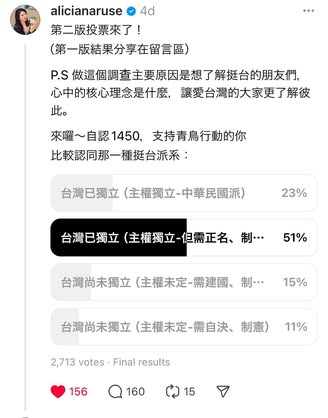 alicianaruse 4d
第二版投票來了！
(第一版結果分享在留言區)
P.S 做這個調查主要原因是想了解挺台的朋友們，
心中的核心理念是什麼，讓愛台灣的大家更了解彼
此。
來囉～自認 1450，支持青鳥行動的你
比較認同那一種挺台派系：
台灣已獨立（主權獨立-中華民國派） 23%
台灣已獨立（主權獨立-但需正名、制⋯ 51%
台灣尚未獨立（主權未定-需建國、制⋯ 15%
台灣尚未獨立（主權未定-需自決、制憲） 11%
2,713 votes · Final results
156 160 15